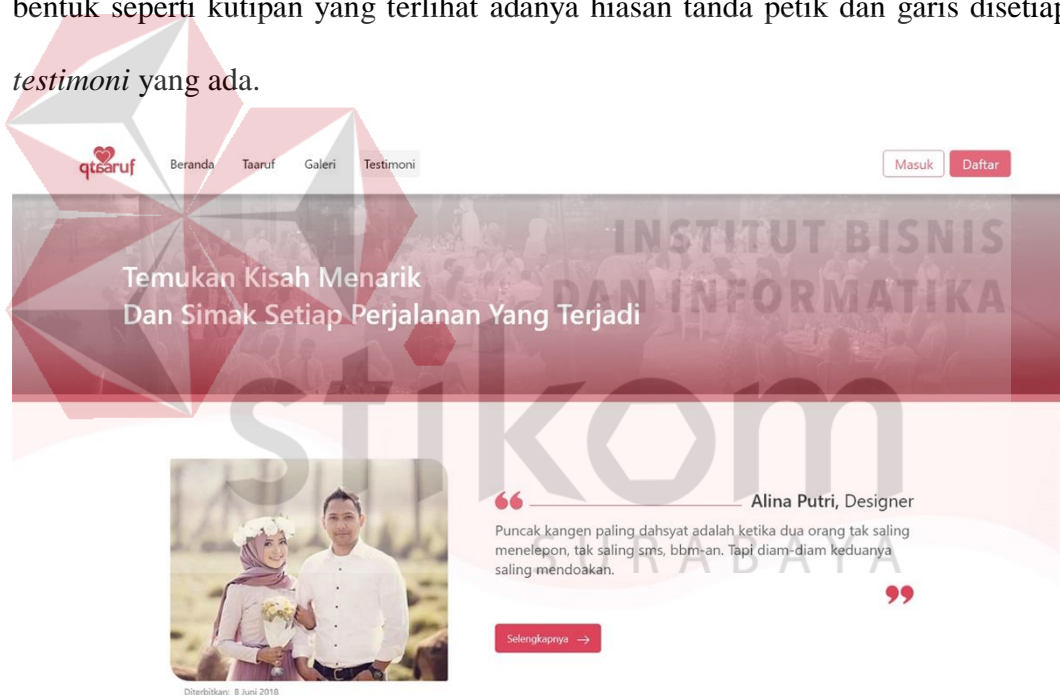 bentuk seperti kutipan yang terlihat adanya hiasan tanda petik dan garis disetiap
testimoni yang ada.
qtaaruf Beranda Taaruf Galeri Testimoni Masuk Daftar
INSTITUT BISNIS
DAN INFORMATIKA
Temukan Kisah Menarik
Dan Simak Setiap Perjalanan Yang Terjadi
stikom
SURABAYA
“ Alina Putri, Designer
Puncak kangen paling dahsyat adalah ketika dua orang tak saling
menelepon, tak saling sms, bbm-an. Tapi diam-diam keduanya
saling mendoakan.
”
Selengkapnya →
Diterbitkan: 8 Juni 2018